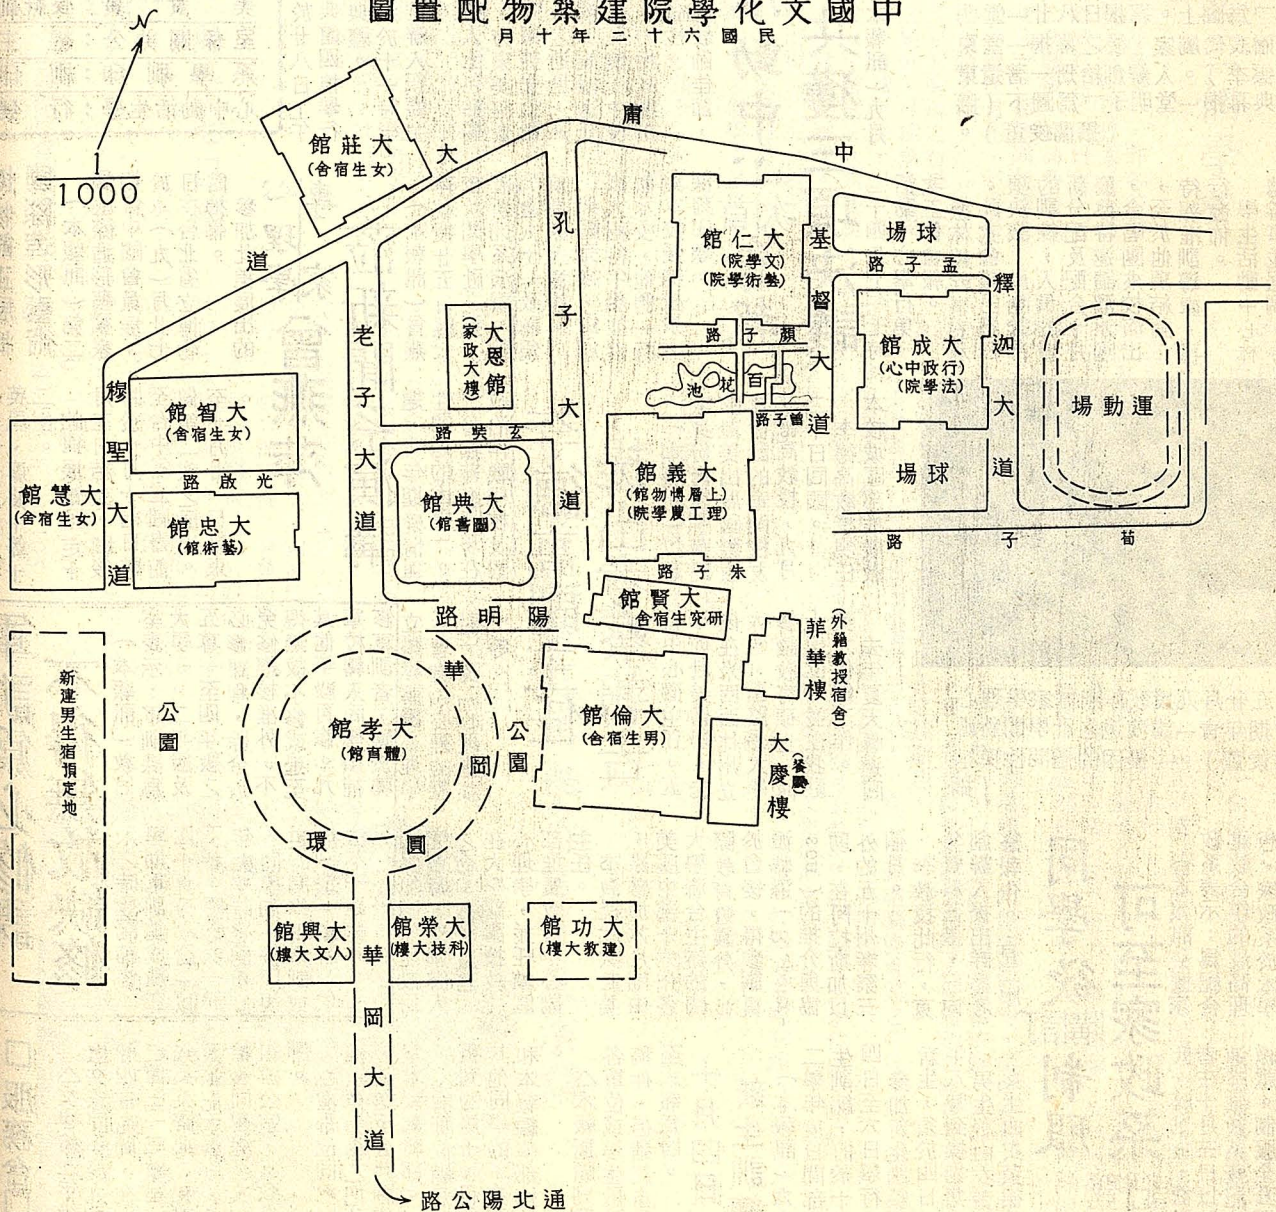 中國文化學院建築物配置圖
民國六十二年十月
N
1
1000
大莊館
(女生宿舍)
中庸大道
孔子大道
大仁館
(文學院)
(藝術學院)
基督大道
球場
孟子路
釋迦大道
老子大道
大恩館
(家政大樓)
顏子路
百花池
曾子路
大成館
(行政中心)
(法學院)
運動場
穆聖大道
大智館
(女生宿舍)
玄奘路
大義館
(上層博物館)
(理工農學院)
球場
大慧館
(女生宿舍)
光啟路
大典館
(圖書館)
大忠館
(藝術館)
荀子路
朱子路
大賢館
研究生宿舍
陽明路
菲華樓
(外籍教授宿舍)
新建男生宿頂定地
公園
大孝館
(體育館)
華岡圓環
公園
大倫館
(男生宿舍)
大慶樓
(餐廳)
大興館
(人文大樓)
大榮館
(科技大樓)
大功館
(建教大樓)
華岡大道
通北陽公路